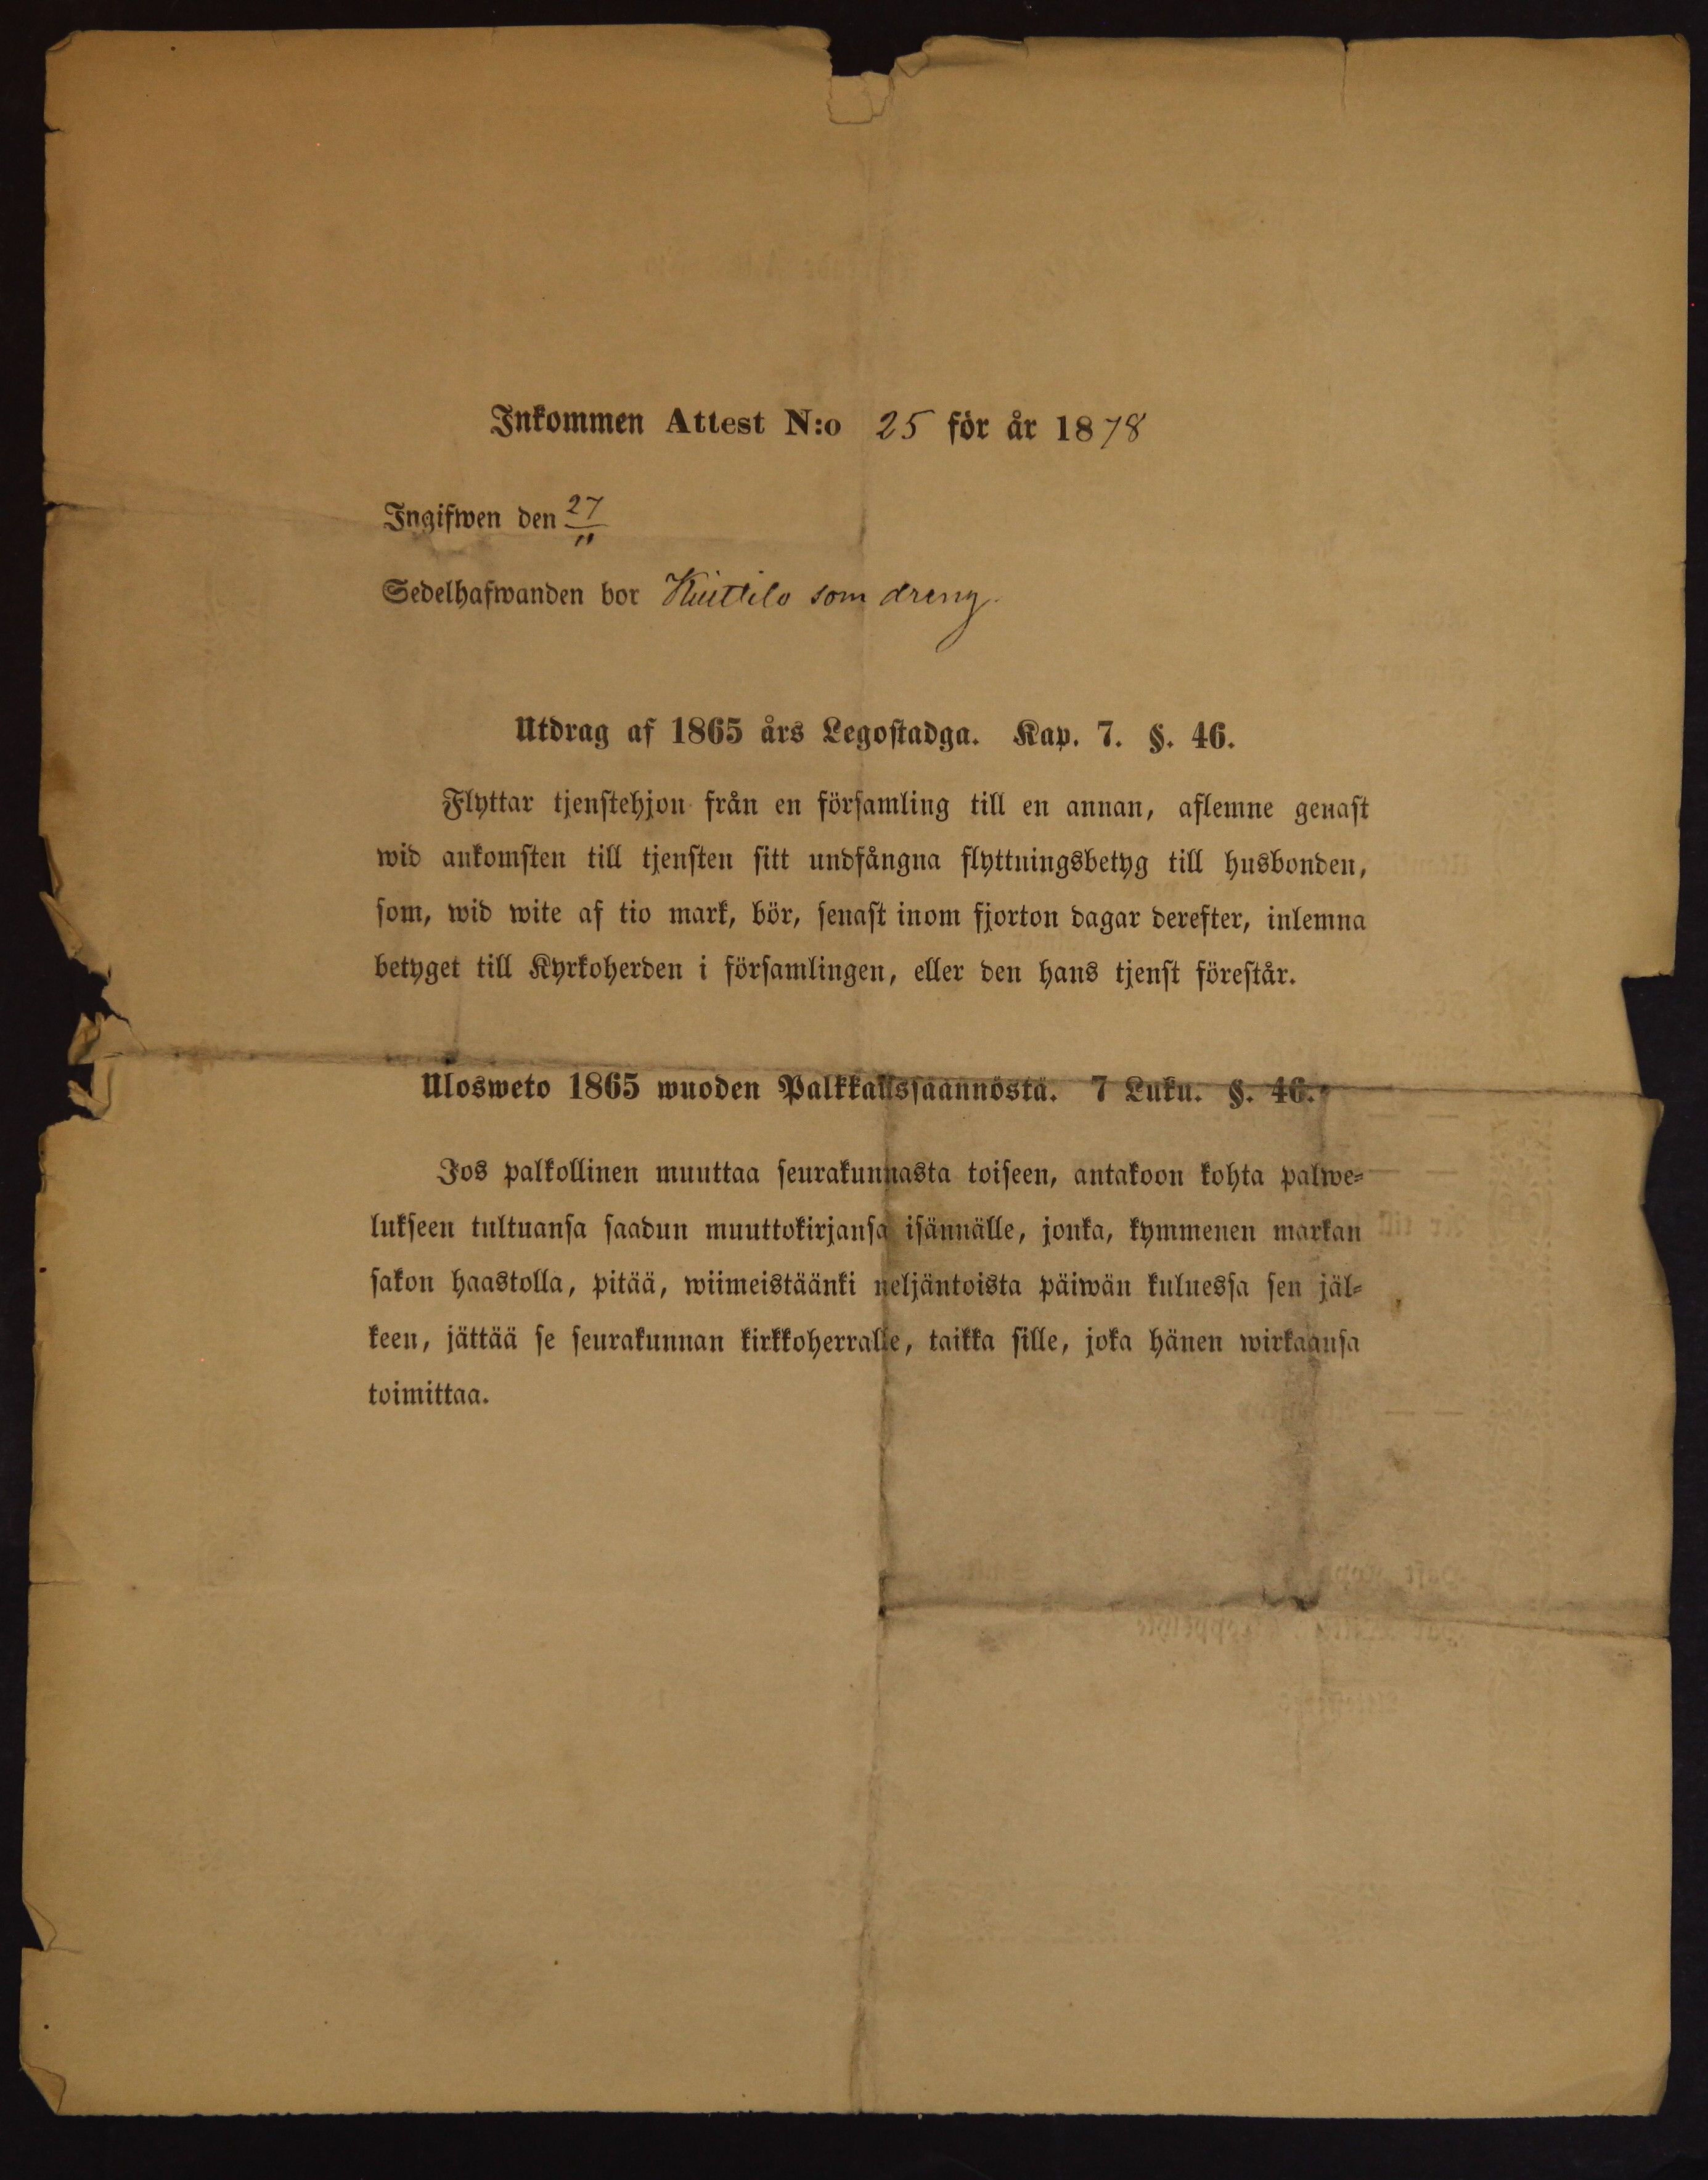 Inkommen Attest N:o 25 för år 1878
Ingifwen den 27/11
Sedelhafwanden bor som dreng.
Utdrag af 1865 års Legostadga. Kap. 7. §. 46.
Flyttar tjenstehjon från en församling till en annan, aflemne genast
wid ankomsten till tjensten sitt undfångna flyttningsbetyg till husbonden,
som, wid wite af tio mark, bör, senast inom fjorton dagar derefter, inlemna
betyget till Kyrkoherden i församlingen, eller den hans tjenst förestår.
Ulosweto 1865 wuoden Palkkaussäännöstä. 7 Luku. §. 46.
Jos palkollinen muuttaa seurakunnasta toiseen, antakoon kohta palwe-
lukseen tultuansa saadun muuttokirjansa isännälle, jonka, kymmenen markan
sakon haastolla, pitää, wiimeistäänki neljäntoista päiwän kuluessa sen jäl-
keen, jättää se seurakunnan kirkkoherralle, taikka sille, joka hänen wirkaansa
toimittaa.